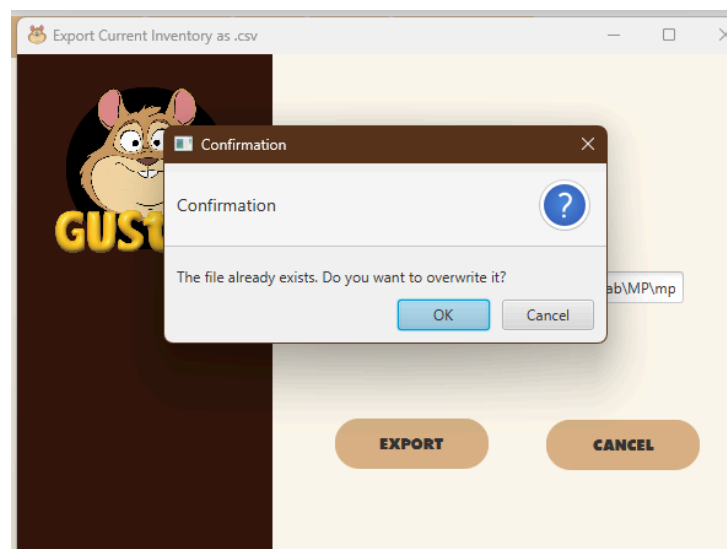 Export Current Inventory as .csv
Confirmation
Confirmation
?
The file already exists. Do you want to overwrite it?
ab\MP\mp
OK
Cancel
EXPORT
CANCEL